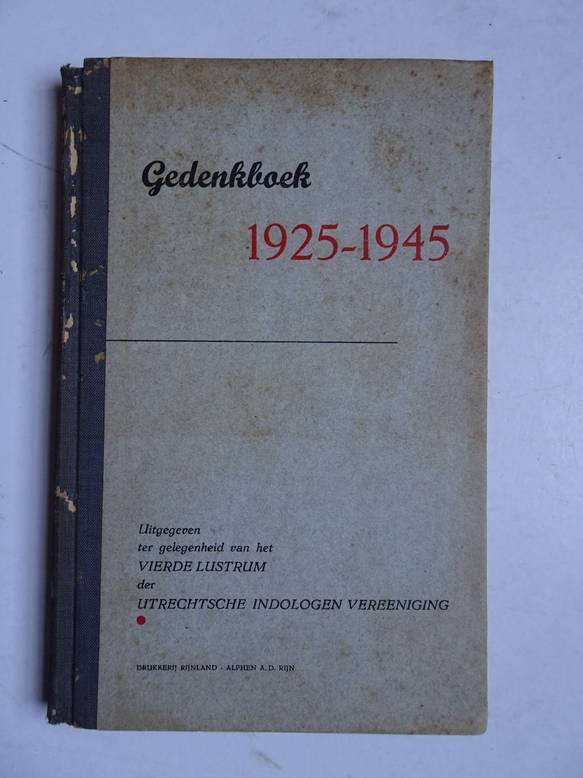 Gedenkboek
1925-1945
Uitgegeven
ter gelegenheid van het
VIERDE LUSTRUM
der
UTRECHTSCHE INDOLOGEN VEREENIGING
DRUKKERIJ RIJNLAND - ALPHEN A.D. RIJN